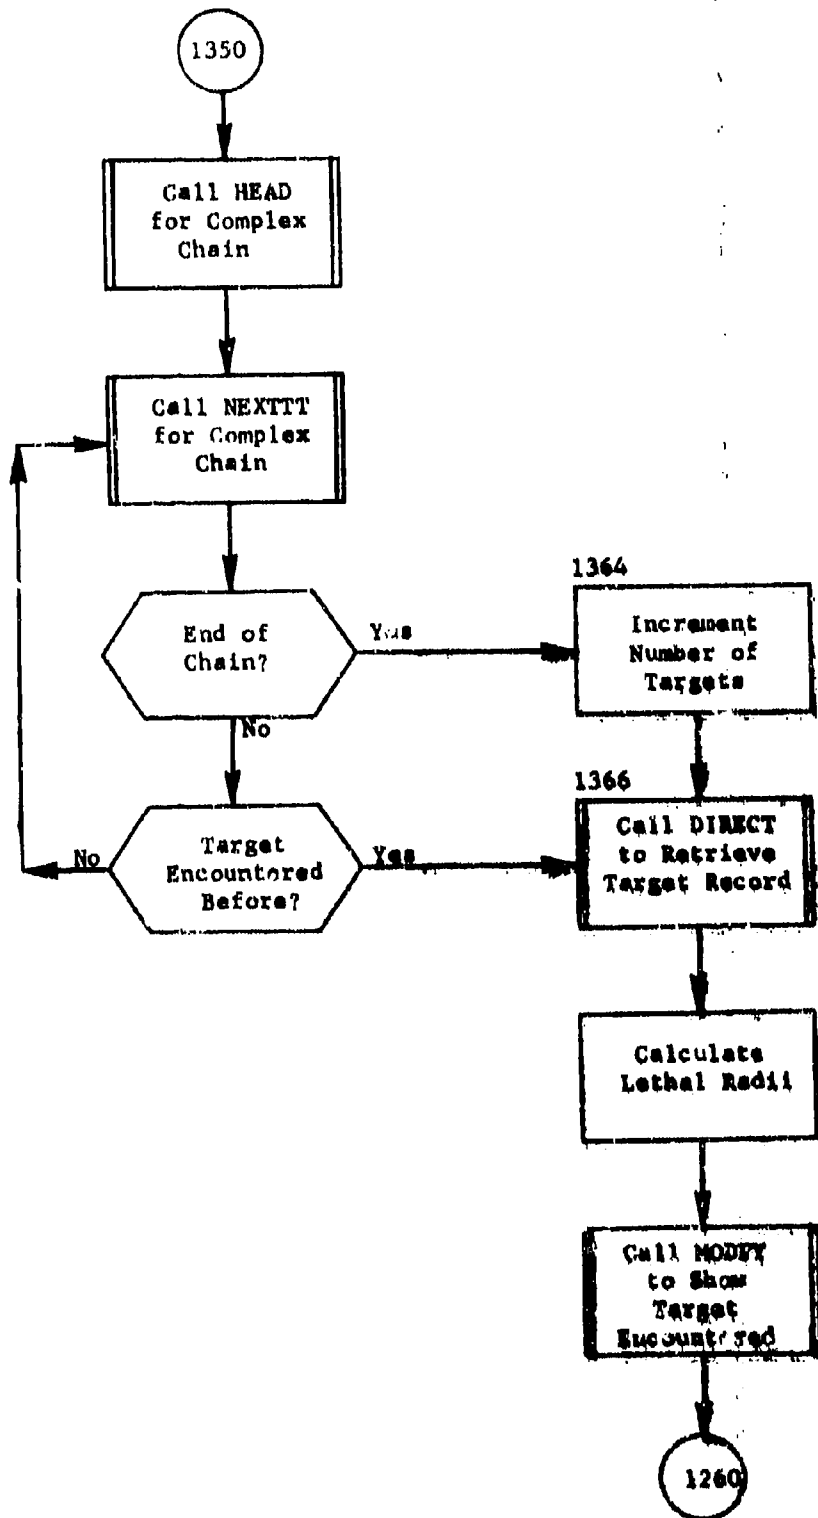 1350
Call HEAD
for Complex
Chain
Call NEXTTT
for Complex
Chain
End of
Chain?
Yes
No
1364
Increment
Number of
Targets
Target
Encountered
Before?
No
Yes
1366
Call DIRECT
to Retrieve
Target Record
Calculate
Lethal Radii
Call MODFY
to Show
Target
Encountered
1260